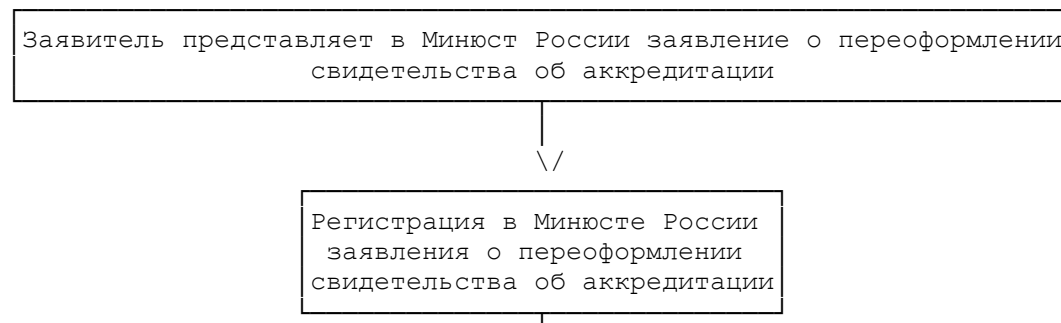 Заявитель представляет в Минюст России заявление о переоформлении
свидетельства об аккредитации
Регистрация в Минюсте России
заявления о переоформлении
свидетельства об аккредитации